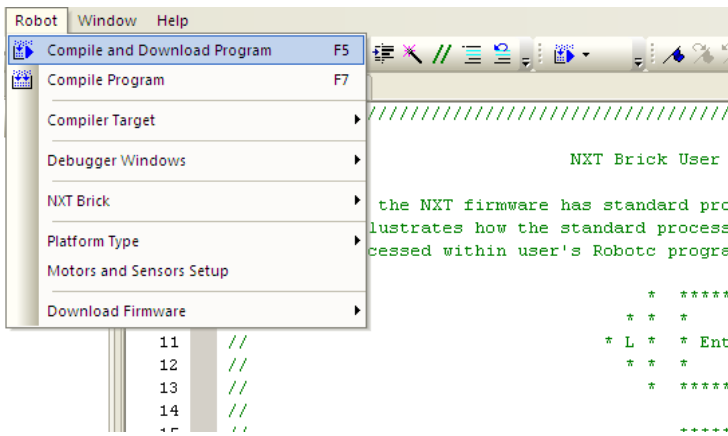 Robot Window Help
Compile and Download Program F5
Compile Program F7
Compiler Target
Debugger Windows
NXT Brick
Platform Type
Motors and Sensors Setup
Download Firmware
//////////////////////////////////
NXT Brick User
the NXT firmware has standard pro
lustrates how the standard process
cessed within user's Robotc progra
* *****
* * *
11 // * L * * Ent
12 // * * *
13 // * *****
14 //
15 // *****